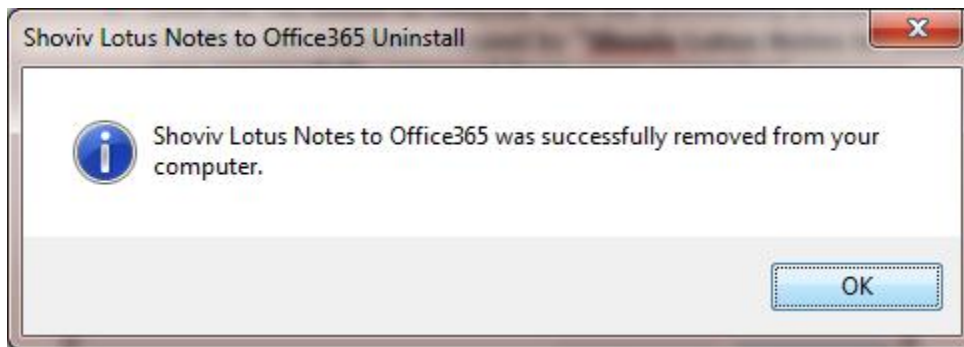 Shoviv Lotus Notes to Office365 Uninstall
Shoviv Lotus Notes to Office365 was successfully removed from your
computer.
OK